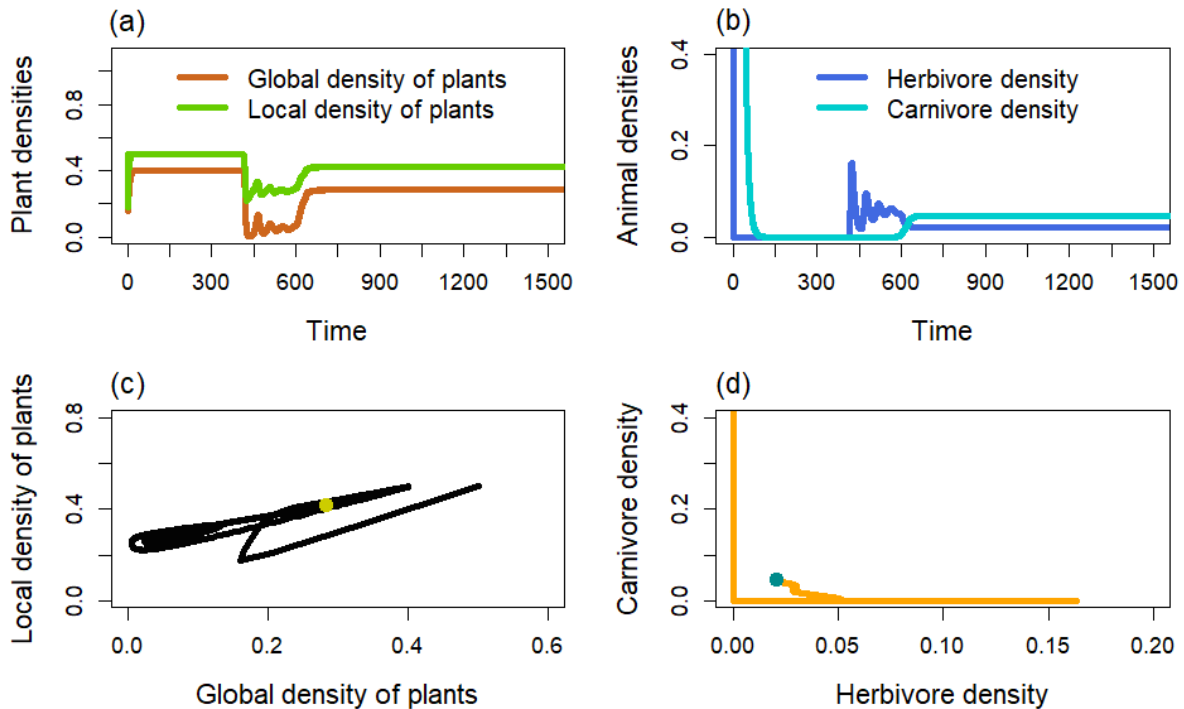 (a)
Plant densities
Global density of plants
Local density of plants
0.0 0.4 0.8
0 300 600 900 1200 1500
Time
(b)
Animal densities
Herbivore density
Carnivore density
0.0 0.2 0.4
0 300 600 900 1200 1500
Time
(c)
Local density of plants
0.0 0.4 0.8
0.0 0.2 0.4 0.6
Global density of plants
(d)
Carnivore density
0.0 0.2 0.4
0.00 0.05 0.10 0.15 0.20
Herbivore density